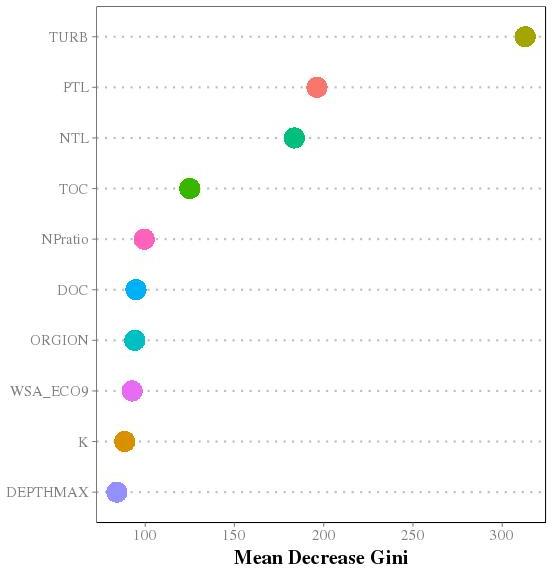 TURB
PTL
NTL
TOC
NPratio
DOC
ORGION
WSA_ECO9
K
DEPTHMAX
100 150 200 250 300
Mean Decrease Gini